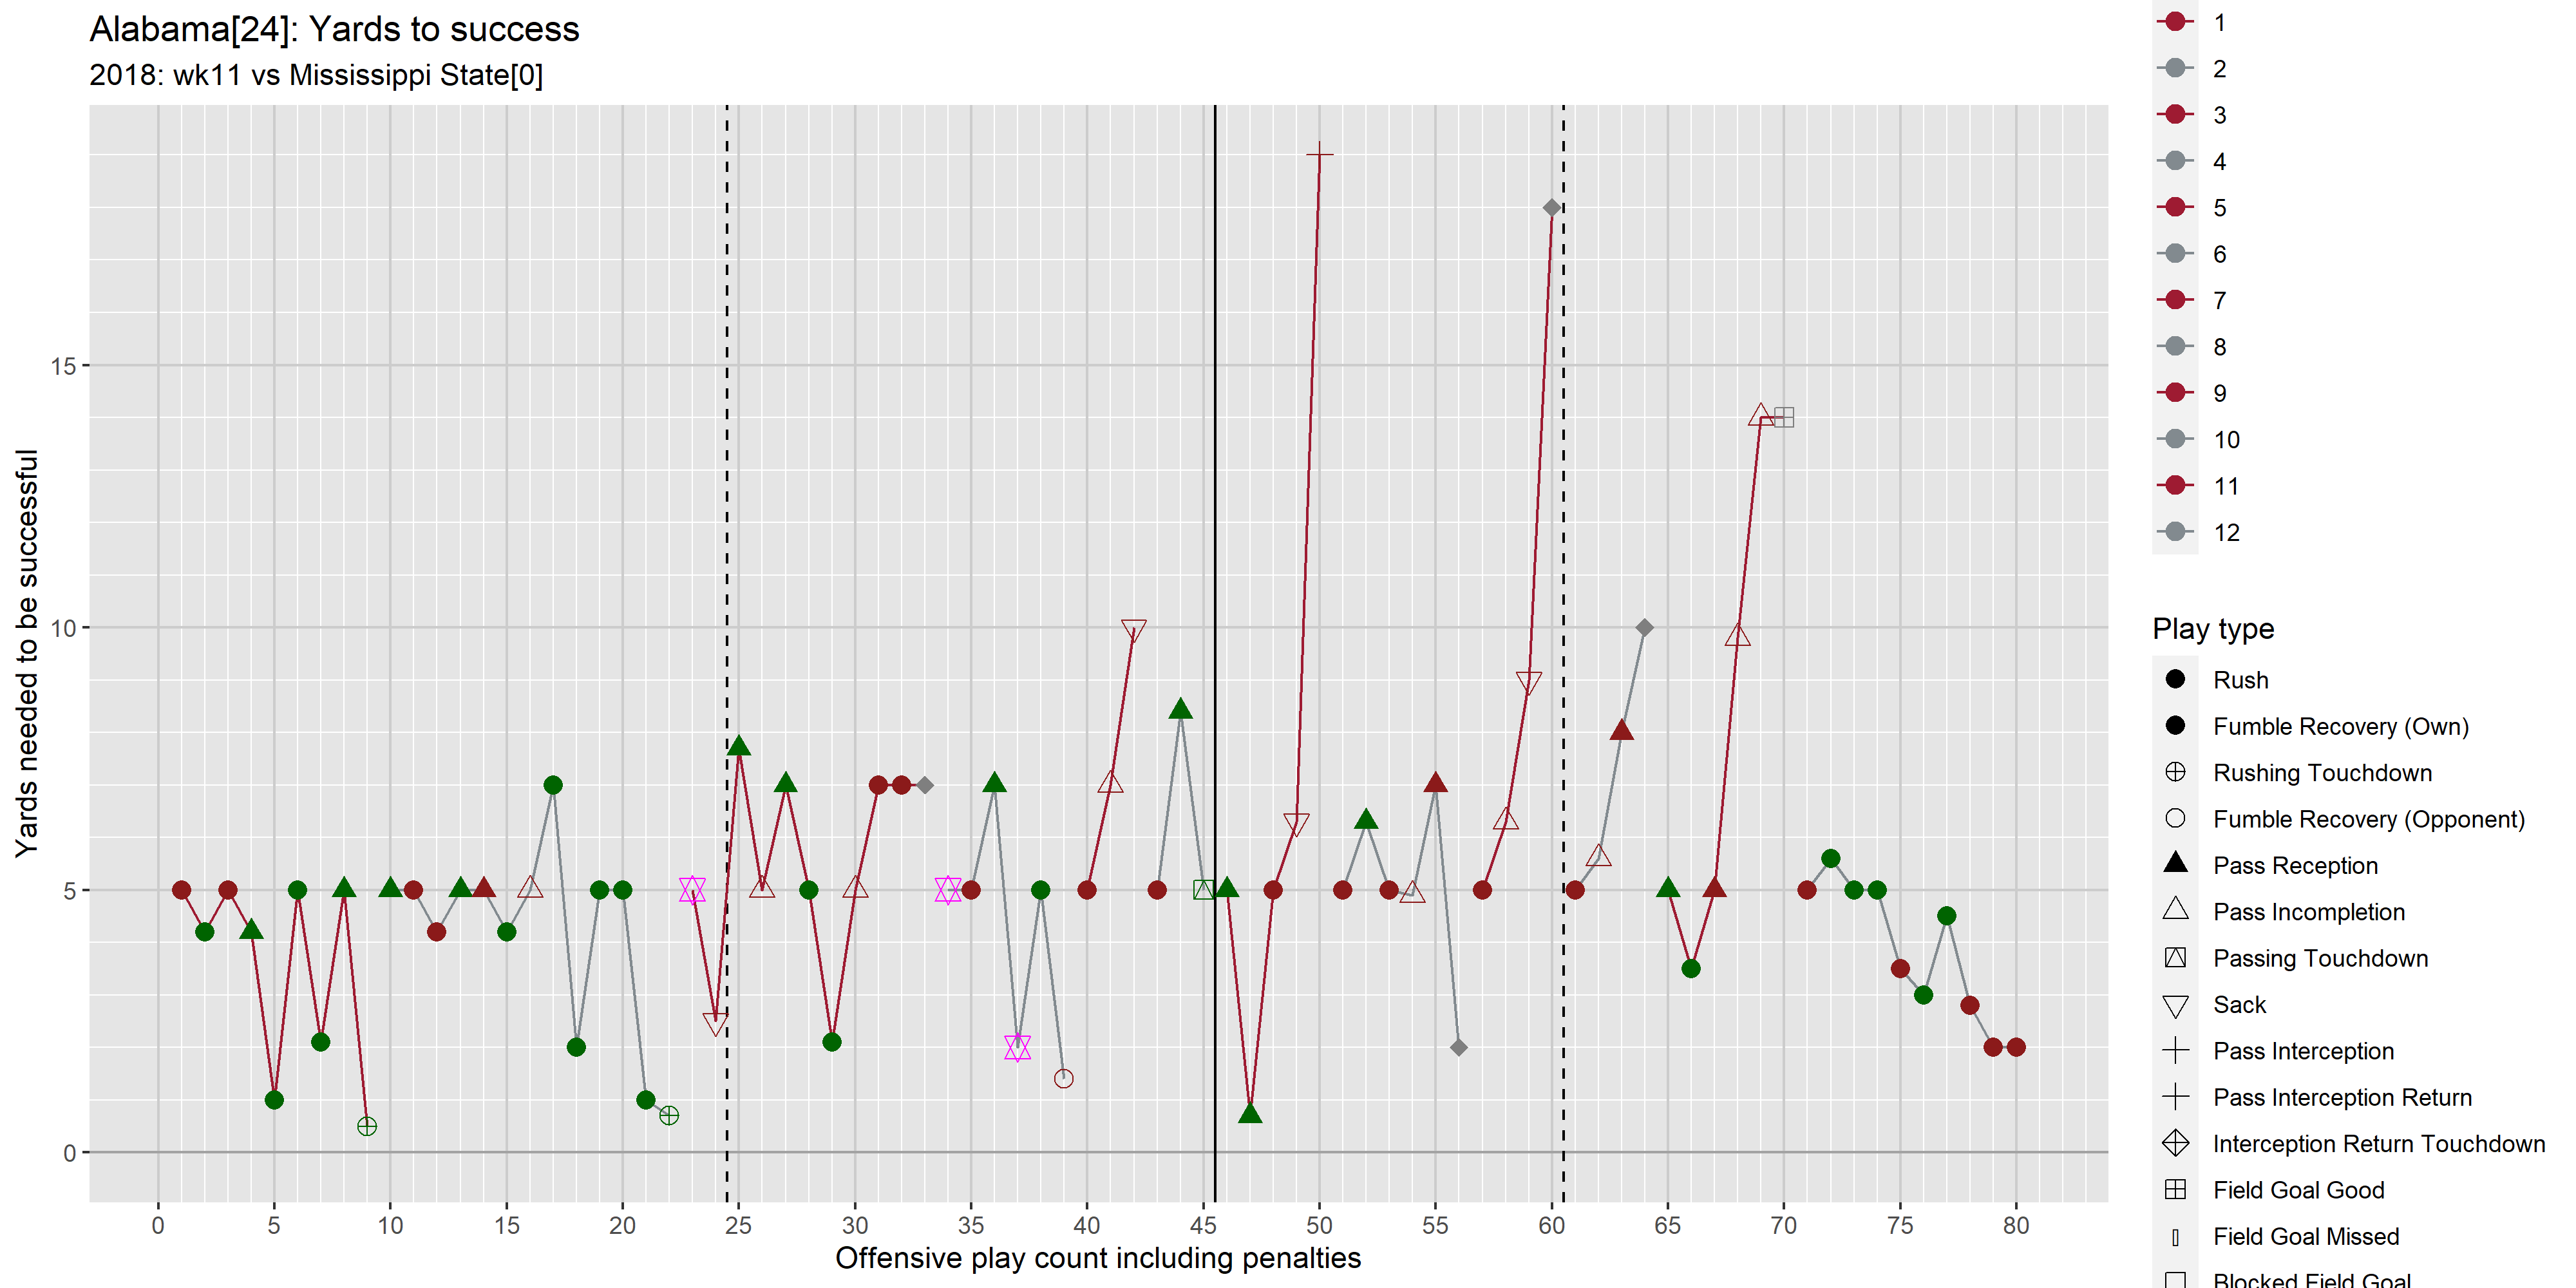 Alabama[24]: Yards to success
2018: wk11 vs Mississippi State[0]
Yards needed to be successful
15
10
5
0
0 5 10 15 20 25 30 35 40 45 50 55 60 65 70 75 80
Offensive play count including penalties
1
2
3
4
5
6
7
8
9
10
11
12
Play type
Rush
Fumble Recovery (Own)
Rushing Touchdown
Fumble Recovery (Opponent)
Pass Reception
Pass Incompletion
Passing Touchdown
Sack
Pass Interception
Pass Interception Return
Interception Return Touchdown
Field Goal Good
Field Goal Missed
Blocked Field Goal